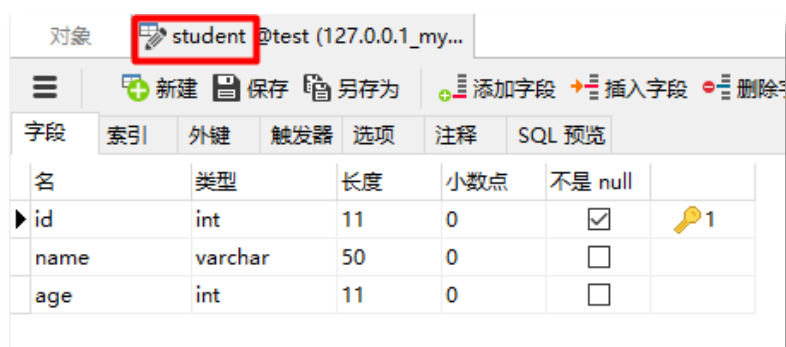 对象 student @test (127.0.0.1_my...
新建 保存 另存为 添加字段 插入字段 删除字
字段 索引 外键 触发器 选项 注释 SQL 预览
名 类型 长度 小数点 不是 null
id int 11 0 1
name varchar 50 0
age int 11 0